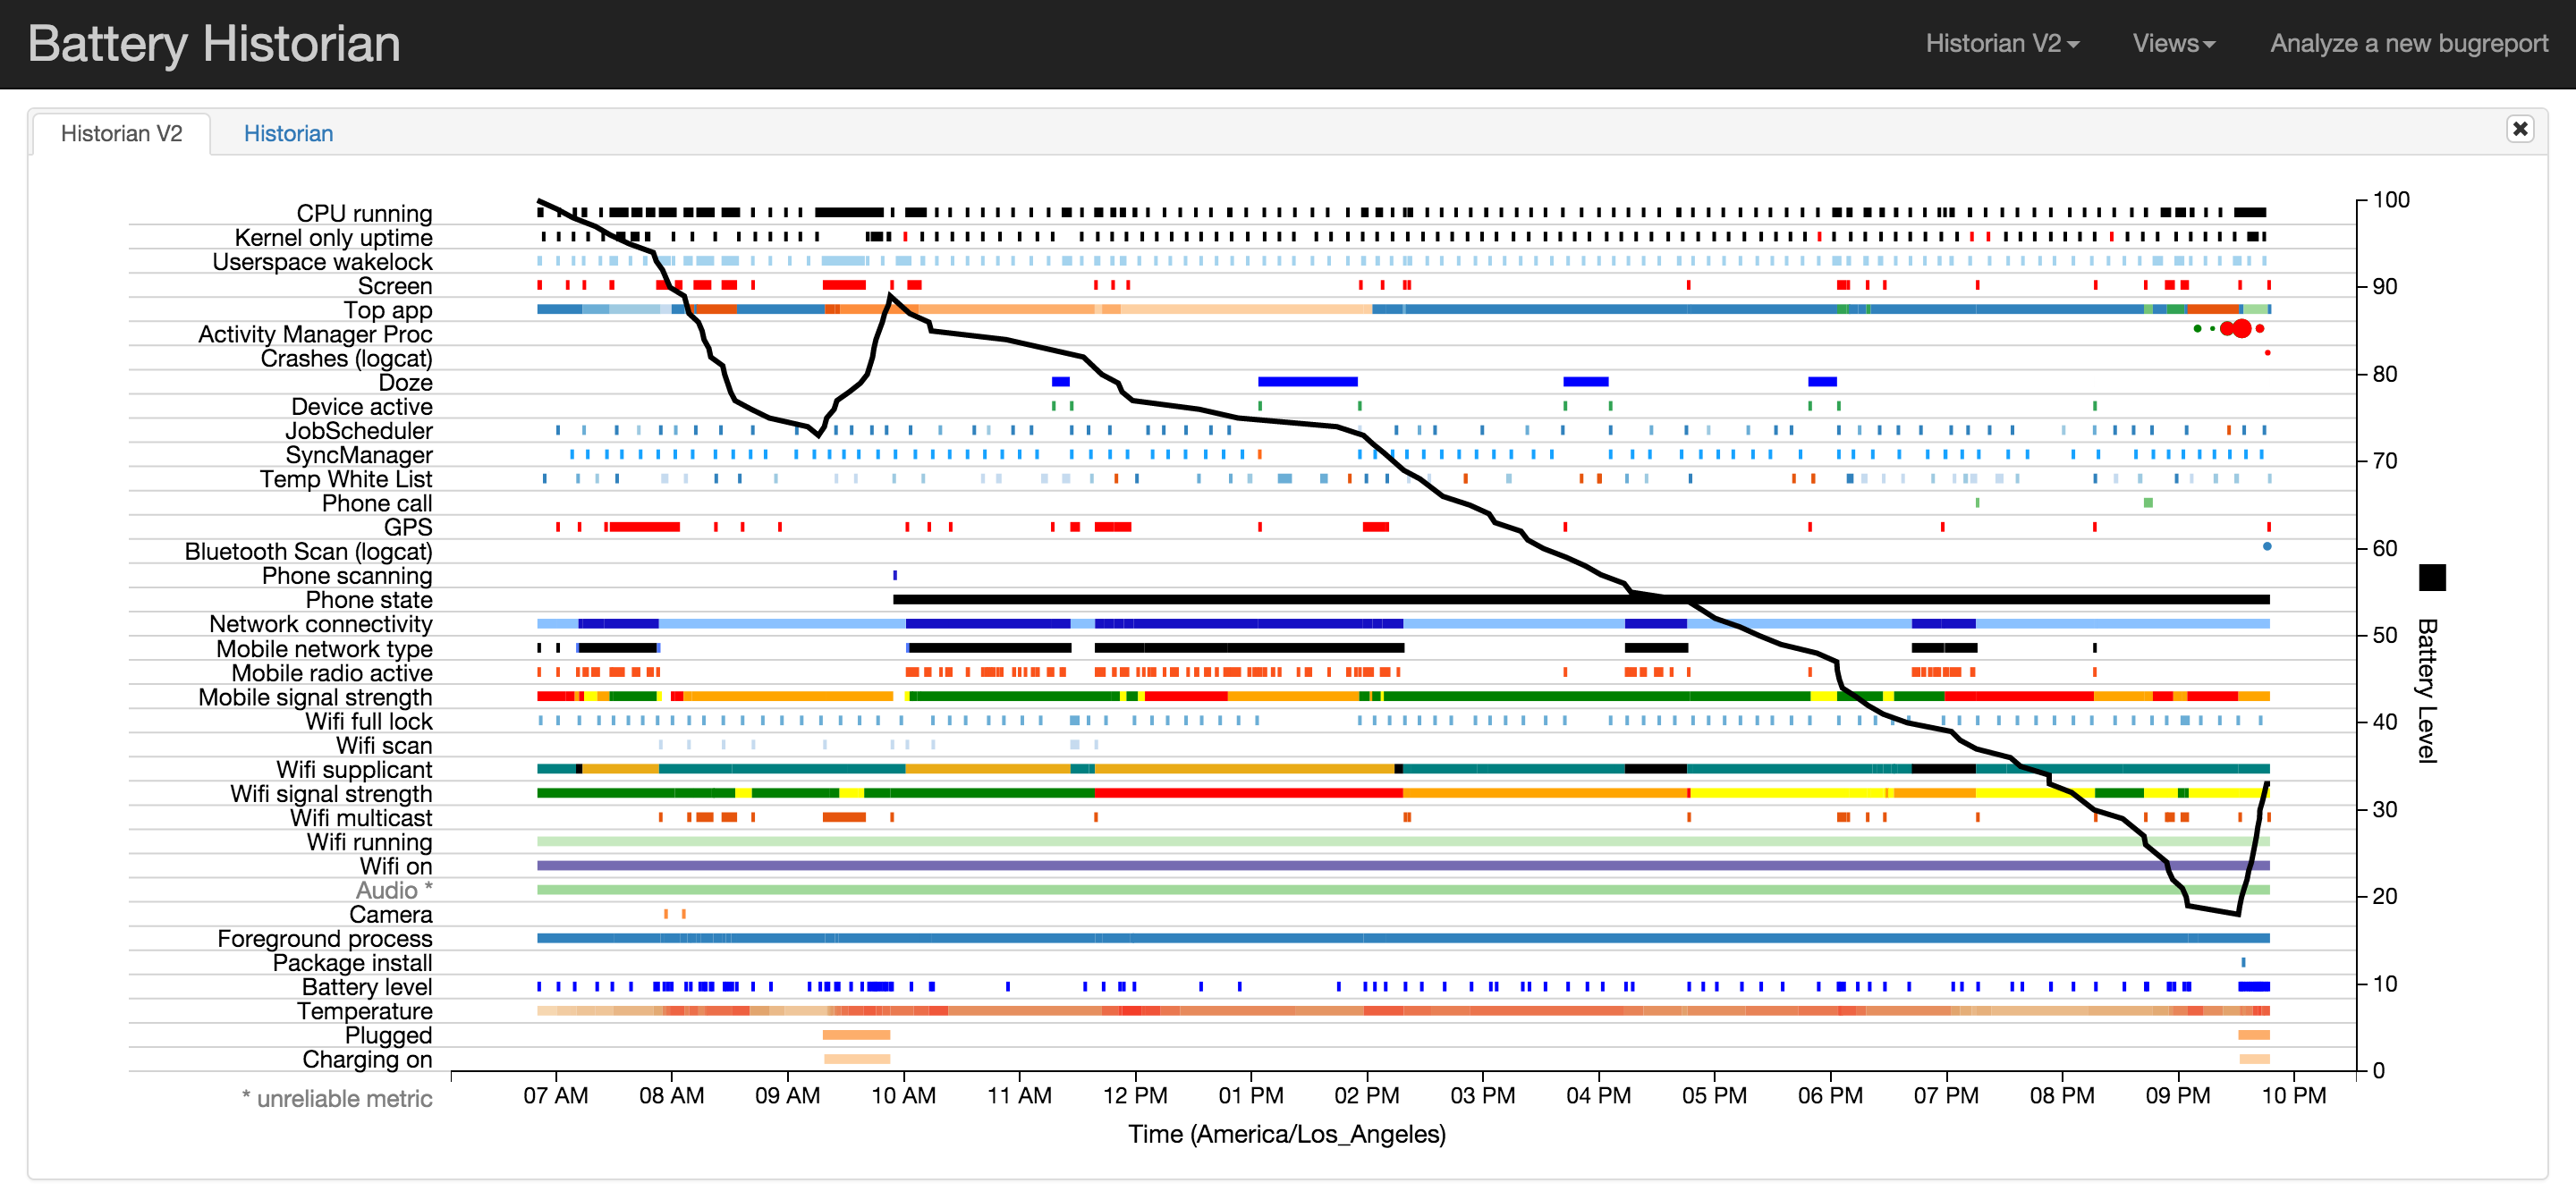 Battery Historian
Historian V2 Views Analyze a new bugreport
Historian V2 Historian
CPU running
Kernel only uptime
Userspace wakelock
Screen
Top app
Activity Manager Proc
Crashes (logcat)
Doze
Device active
JobScheduler
SyncManager
Temp White List
Phone call
GPS
Bluetooth Scan (logcat)
Phone scanning
Phone state
Network connectivity
Mobile network type
Mobile radio active
Mobile signal strength
Wifi full lock
Wifi scan
Wifi supplicant
Wifi signal strength
Wifi multicast
Wifi running
Wifi on
Audio *
Camera
Foreground process
Package install
Battery level
Temperature
Plugged
Charging on
* unreliable metric
100
90
80
70
60
50
40
30
20
10
0
Battery Level
07 AM 08 AM 09 AM 10 AM 11 AM 12 PM 01 PM 02 PM 03 PM 04 PM 05 PM 06 PM 07 PM 08 PM 09 PM 10 PM
Time (America/Los_Angeles)